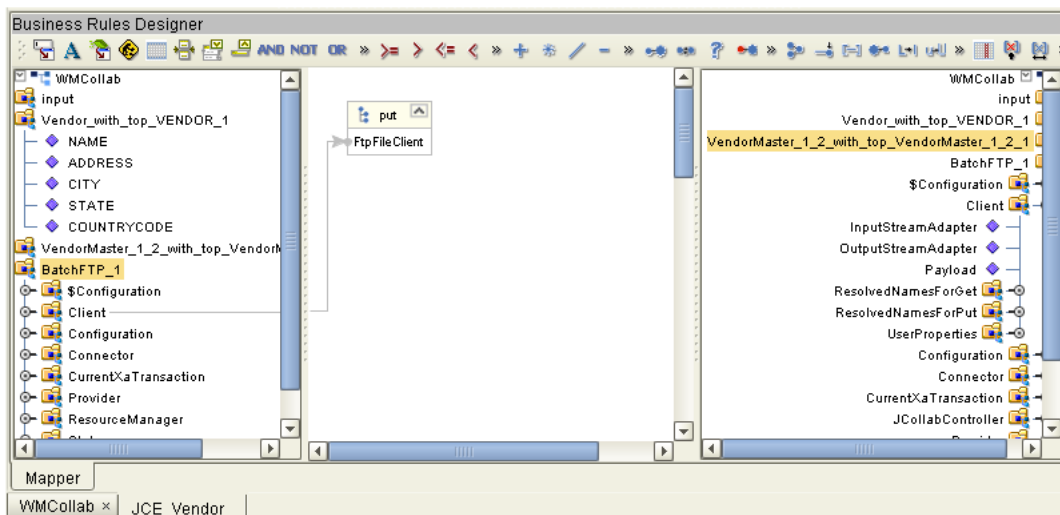 Business Rules Designer
A AND NOT OR » >= > <= < » + * / - » ? » »
WMCollab
input
Vendor_with_top_VENDOR_1
NAME
ADDRESS
CITY
STATE
COUNTRYCODE
VendorMaster_1_2_with_top_Vendor
BatchFTP_1
$Configuration
Client
Configuration
Connector
CurrentXaTransaction
Provider
ResourceManager
put
FtpFileClient
WMCollab
input
Vendor_with_top_VENDOR_1
VendorMaster_1_2_with_top_VendorMaster_1_2_1
BatchFTP_1
$Configuration
Client
InputStreamAdapter
OutputStreamAdapter
Payload
ResolvedNamesForGet
ResolvedNamesForPut
UserProperties
Configuration
Connector
CurrentXaTransaction
JCollabController
Mapper
WMCollab ×
JCE_Vendor